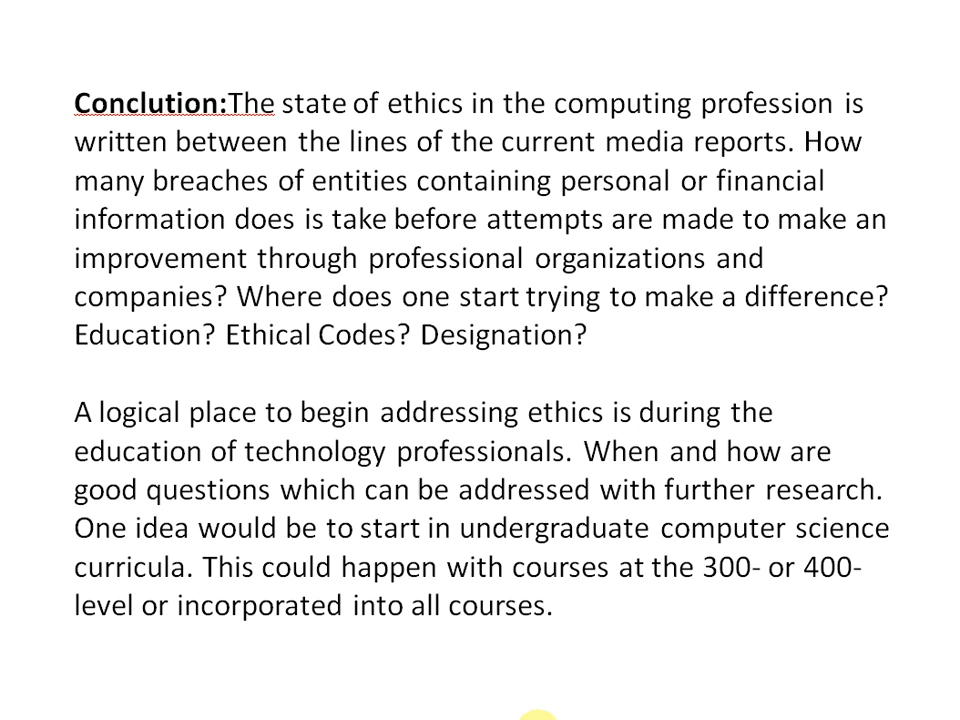 Conclution:The state of ethics in the computing profession is
written between the lines of the current media reports. How
many breaches of entities containing personal or financial
information does is take before attempts are made to make an
improvement through professional organizations and
companies? Where does one start trying to make a difference?
Education? Ethical Codes? Designation?
A logical place to begin addressing ethics is during the
education of technology professionals. When and how are
good questions which can be addressed with further research.
One idea would be to start in undergraduate computer science
curricula. This could happen with courses at the 300- or 400-
level or incorporated into all courses.